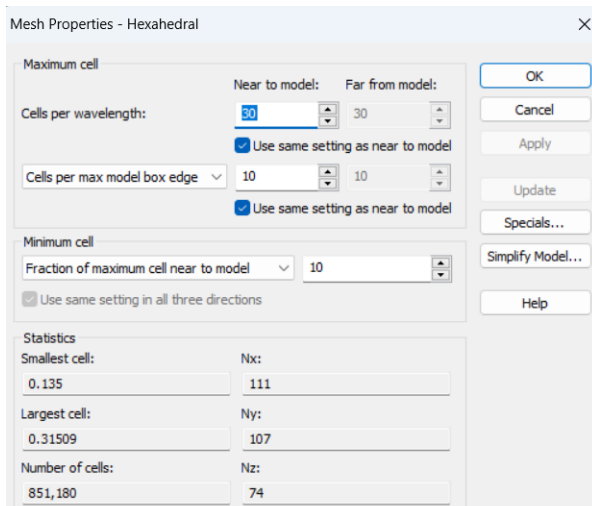 Mesh Properties - Hexahedral
Maximum cell
Near to model: Far from model:
Cells per wavelength: 30 30
Use same setting as near to model
Cells per max model box edge 10 10
Use same setting as near to model
Minimum cell
Fraction of maximum cell near to model 10
Use same setting in all three directions
Statistics
Smallest cell: Nx:
0.135 111
Largest cell: Ny:
0.31509 107
Number of cells: Nz:
851,180 74
OK
Cancel
Apply
Update
Specials...
Simplify Model...
Help